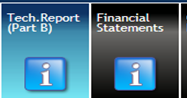 Tech.Report
(Part B)
Financial
Statements
i
i